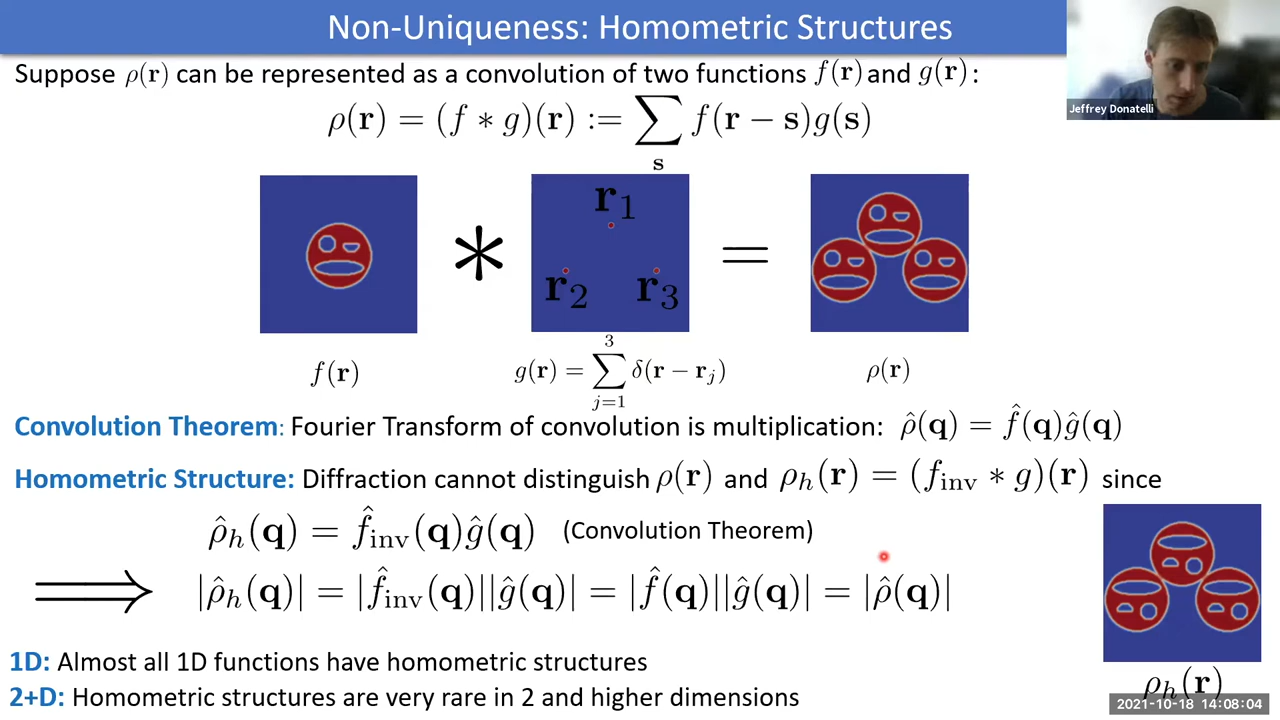 Non-Uniqueness: Homometric Structures
Jeffrey Donatelli
Suppose ρ(r) can be represented as a convolution of two functions f(r) and g(r):
ρ(r) = (f ∗ g)(r) := ∑_s f(r − s)g(s)
r₁
r₂ r₃
∗ =
f(r)
g(r) = ∑_{j=1}^{3} δ(r − r_j)
ρ(r)
Convolution Theorem: Fourier Transform of convolution is multiplication: ρ̂(q) = f̂(q)ĝ(q)
Homometric Structure: Diffraction cannot distinguish ρ(r) and ρ_h(r) = (f_inv ∗ g)(r) since
ρ̂_h(q) = f̂_inv(q)ĝ(q) (Convolution Theorem)
⟹ |ρ̂_h(q)| = |f̂_inv(q)||ĝ(q)| = |f̂(q)||ĝ(q)| = |ρ̂(q)|
1D: Almost all 1D functions have homometric structures
2+D: Homometric structures are very rare in 2 and higher dimensions
ρ_h(r)
2021-10-18 14:08:04